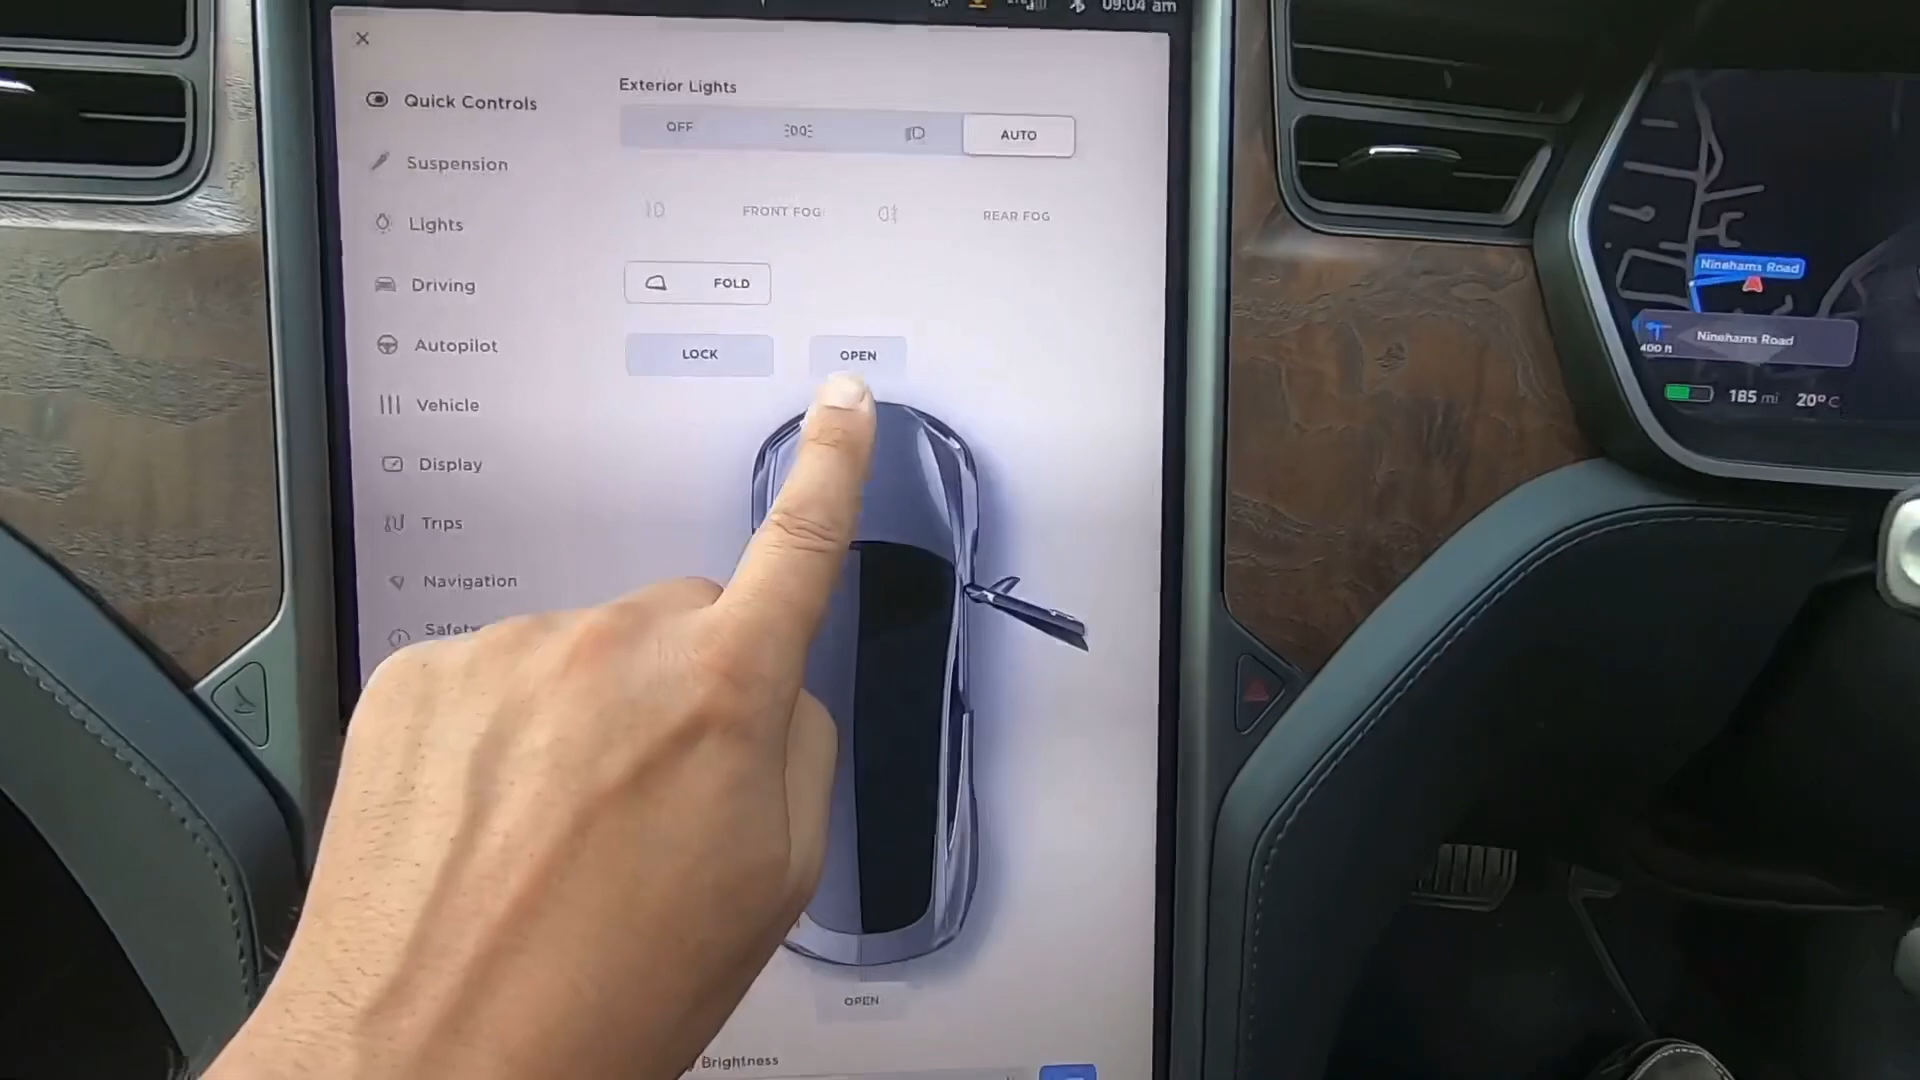 09:04 am
Quick Controls
Suspension
Lights
Driving
Autopilot
Vehicle
Display
Trips
Navigation
Safety
Exterior Lights
OFF
AUTO
FRONT FOG
REAR FOG
FOLD
LOCK
OPEN
OPEN
Brightness
Ninehams Road
Ninehams Road
400 ft
185 mi 20°C